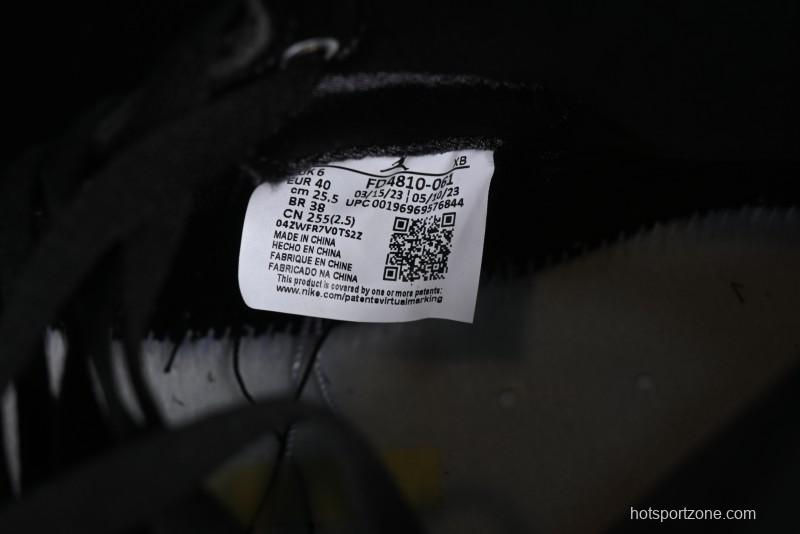 XB
UK 6
EUR 40
cm 25.5
BR 38
CN 255(2.5)
FD4810-061
03/15/23 | 05/10/23
UPC 00196969576844
04ZWFR7V0TS2Z
MADE IN CHINA
HECHO EN CHINA
FABRIQUE EN CHINE
FABRICADO NA CHINA
This product is covered by one or more patents:
www.nike.com/patentsvirtualmarking
hotsportzone.com